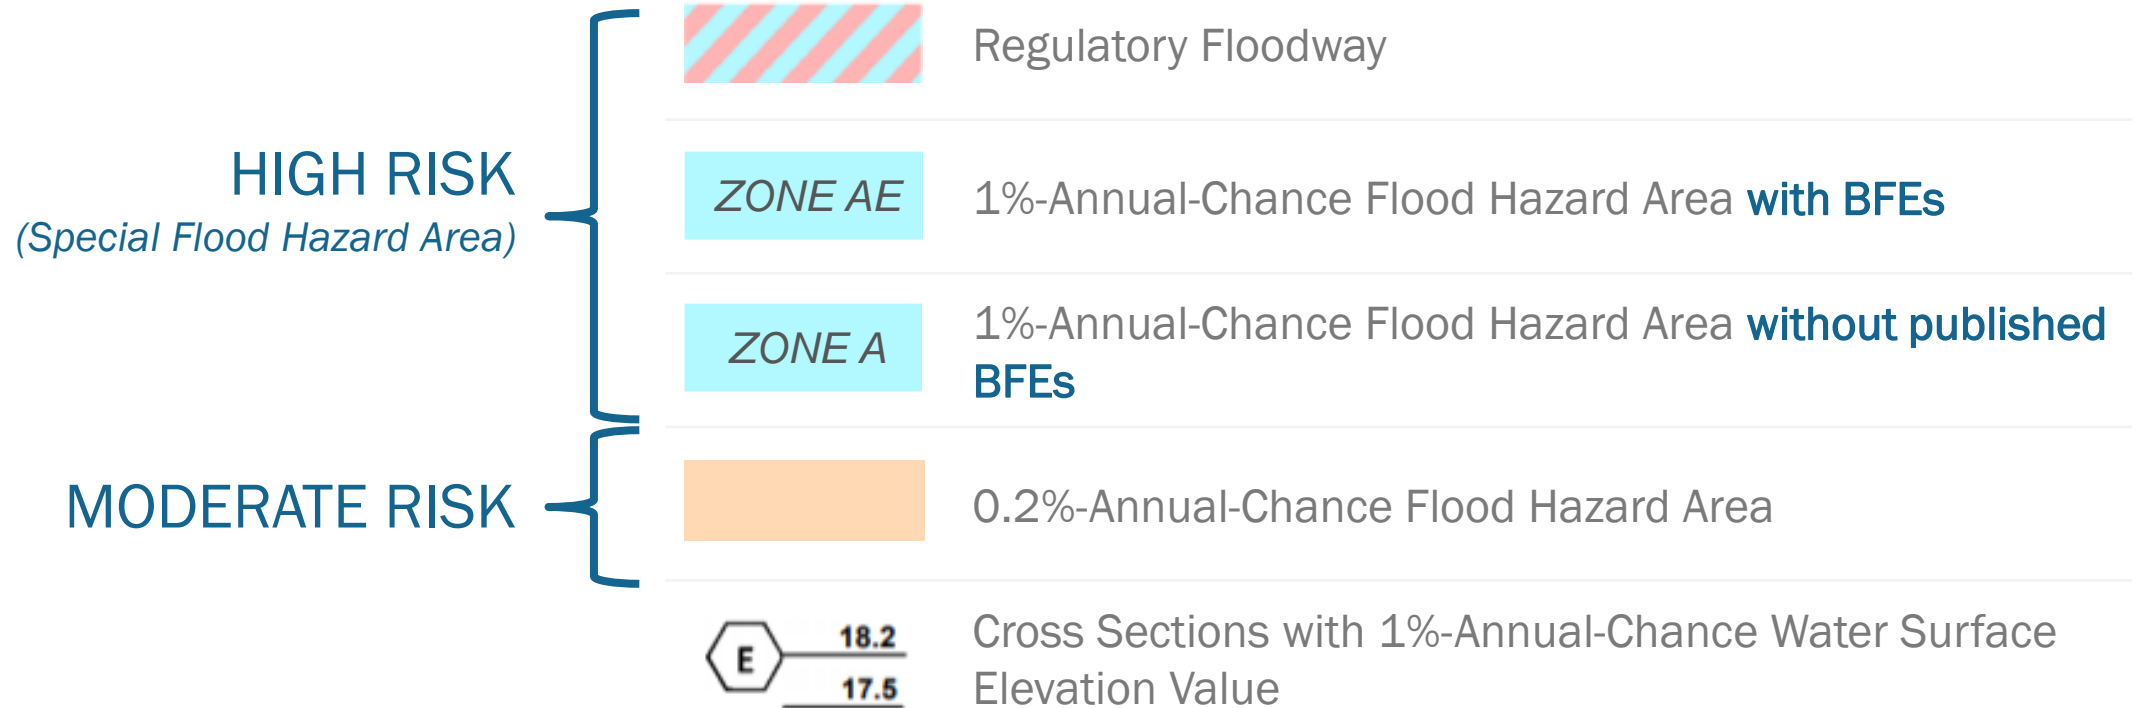 Regulatory Floodway
HIGH RISK
(Special Flood Hazard Area)
ZONE AE
1%-Annual-Chance Flood Hazard Area with BFEs
ZONE A
1%-Annual-Chance Flood Hazard Area without published
BFEs
MODERATE RISK
0.2%-Annual-Chance Flood Hazard Area
E
18.2
17.5
Cross Sections with 1%-Annual-Chance Water Surface
Elevation Value